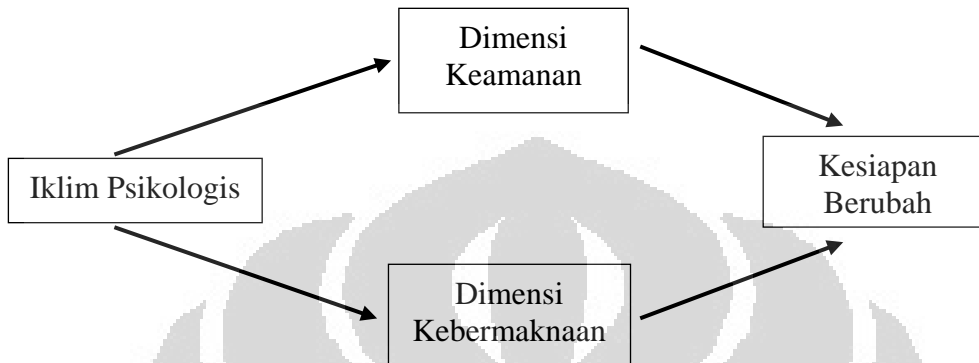 Dimensi
Keamanan
Iklim Psikologis
Kesiapan
Berubah
Dimensi
Kebermaknaan